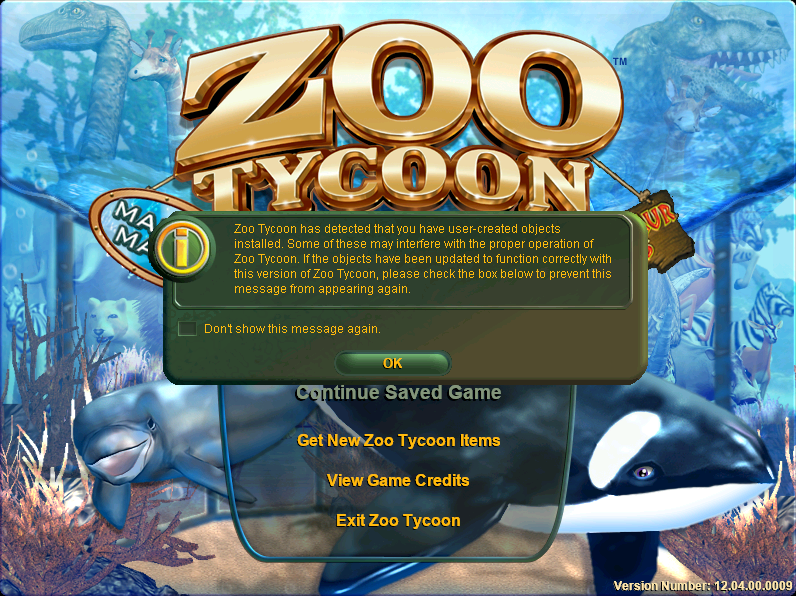 ZOO
TM
TYCOON
MA
MA
UR
Zoo Tycoon has detected that you have user-created objects
installed. Some of these may interfere with the proper operation of
Zoo Tycoon. If the objects have been updated to function correctly with
this version of Zoo Tycoon, please check the box below to prevent this
message from appearing again.
Don't show this message again.
OK
Continue Saved Game
Get New Zoo Tycoon Items
View Game Credits
Exit Zoo Tycoon
Version Number: 12.04.00.0009